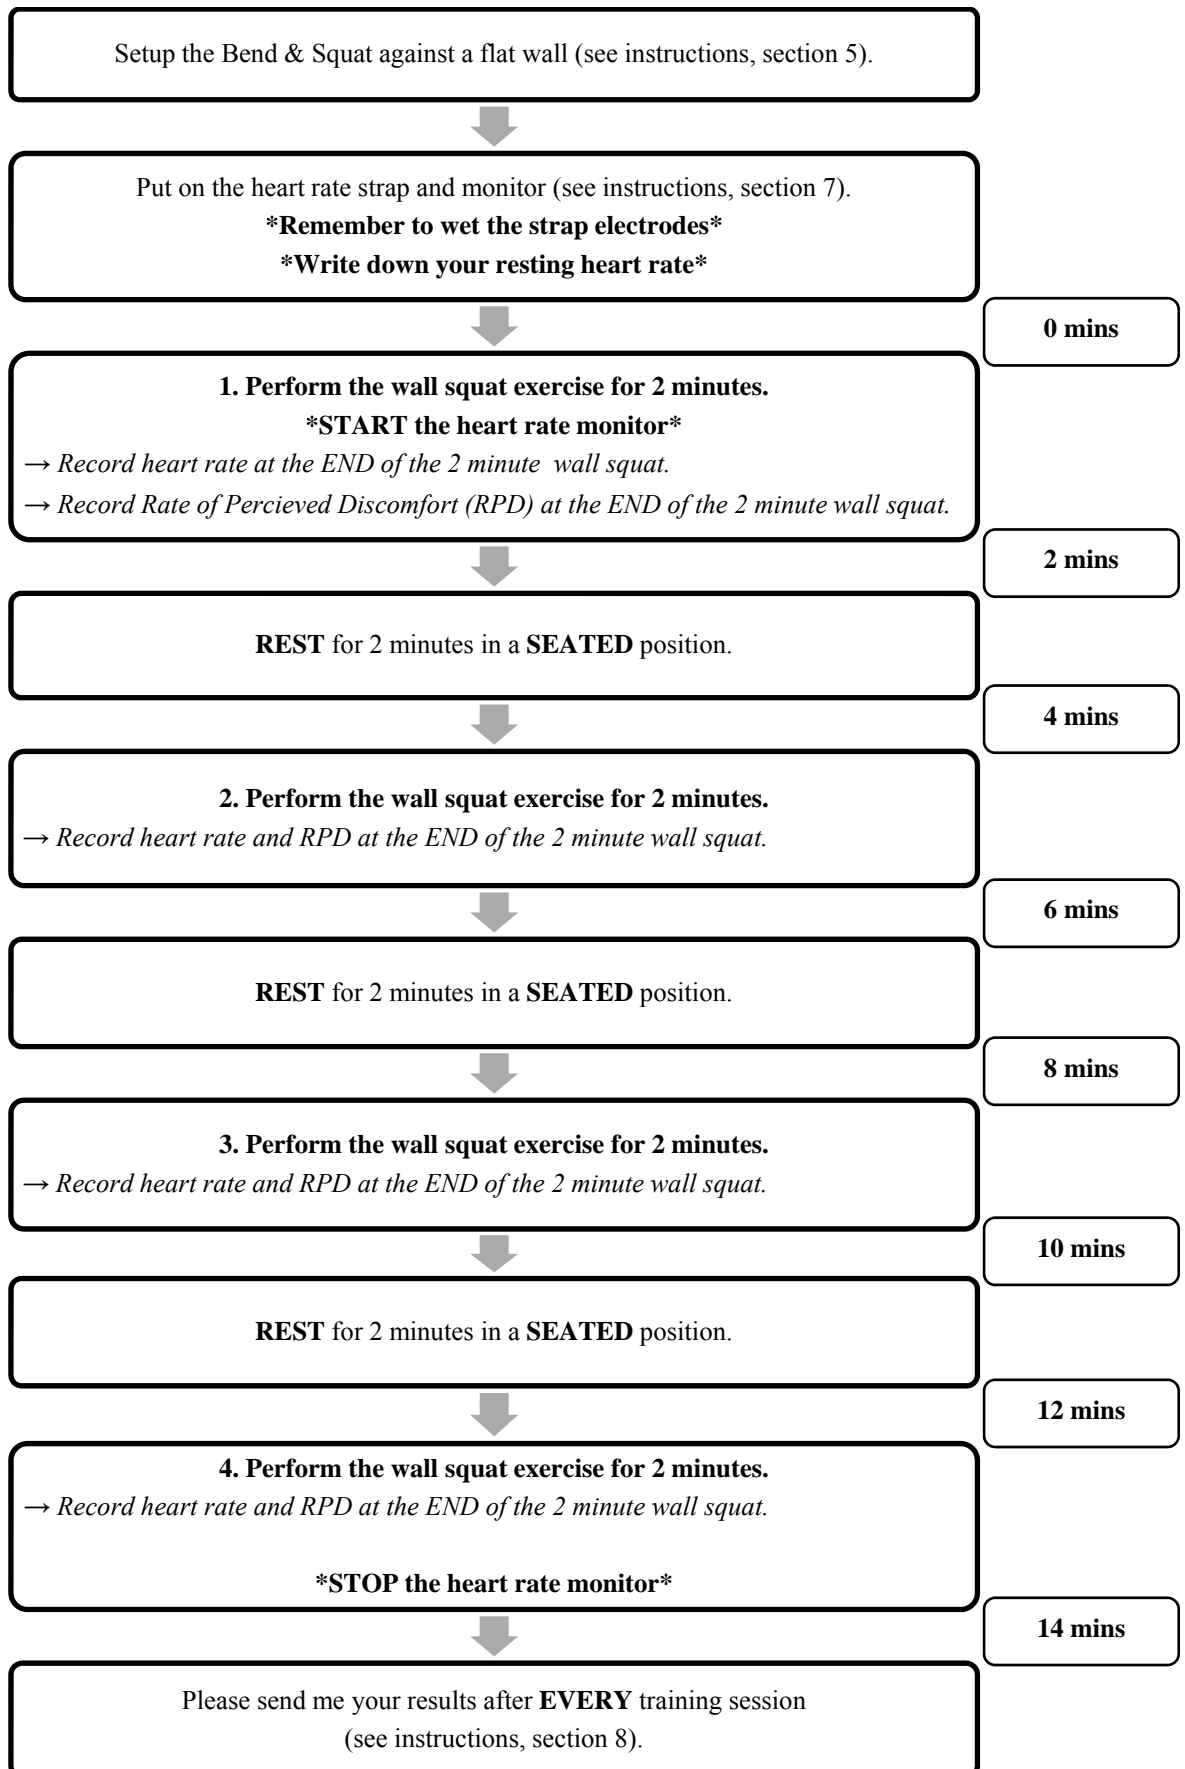 Setup the Bend & Squat against a flat wall (see instructions, section 5).
Put on the heart rate strap and monitor (see instructions, section 7).
*Remember to wet the strap electrodes*
*Write down your resting heart rate*
0 mins
1. Perform the wall squat exercise for 2 minutes.
*START the heart rate monitor*
→ Record heart rate at the END of the 2 minute wall squat.
→ Record Rate of Percieved Discomfort (RPD) at the END of the 2 minute wall squat.
2 mins
REST for 2 minutes in a SEATED position.
4 mins
2. Perform the wall squat exercise for 2 minutes.
→ Record heart rate and RPD at the END of the 2 minute wall squat.
6 mins
REST for 2 minutes in a SEATED position.
8 mins
3. Perform the wall squat exercise for 2 minutes.
→ Record heart rate and RPD at the END of the 2 minute wall squat.
10 mins
REST for 2 minutes in a SEATED position.
12 mins
4. Perform the wall squat exercise for 2 minutes.
→ Record heart rate and RPD at the END of the 2 minute wall squat.
*STOP the heart rate monitor*
14 mins
Please send me your results after EVERY training session
(see instructions, section 8).